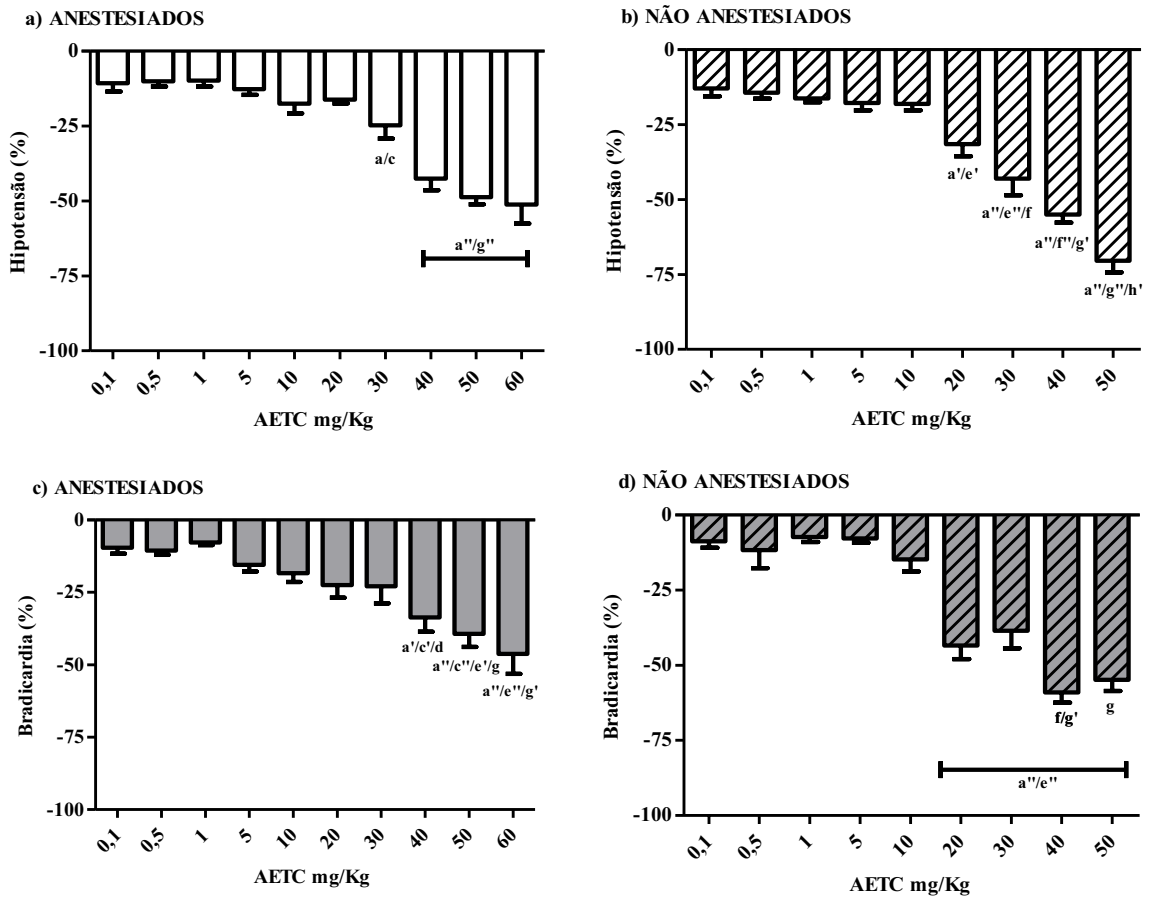 a) ANESTESIADOS
0
-25
-50
-75
-100
Hipotensão (%)
a/c
a"/g"
0,1
0,5
1
5
10
20
30
40
50
60
AETC mg/Kg
b) NÃO ANESTESIADOS
0
-25
-50
-75
-100
Hipotensão (%)
a'/e'
a"/e"/f
a"/f"/g'
a"/g"/h'
0,1
0,5
1
5
10
20
30
40
50
AETC mg/Kg
c) ANESTESIADOS
0
-25
-50
-75
-100
Bradicardia (%)
a'/c'/d
a"/c"/e'/g
a"/e"/g'
0,1
0,5
1
5
10
20
30
40
50
60
AETC mg/Kg
d) NÃO ANESTESIADOS
0
-25
-50
-75
-100
Bradicardia (%)
f/g'
g
a"/e"
0,1
0,5
1
5
10
20
30
40
50
AETC mg/Kg